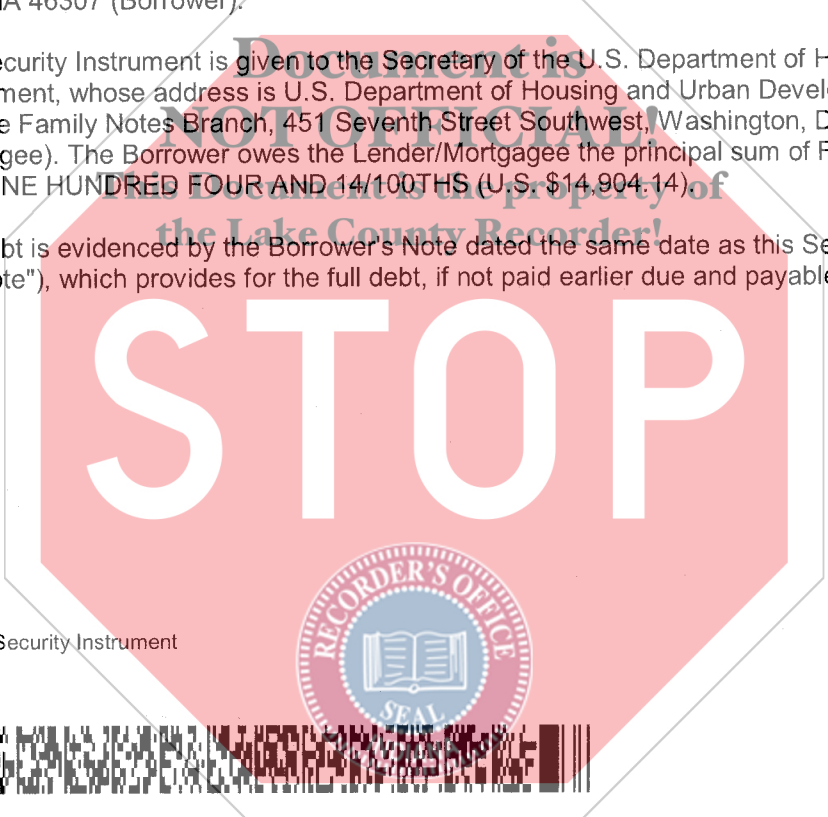 A 46307 (Borrower).
ecurity Instrument is given to the Secretary of the U.S. Department of H
ment, whose address is U.S. Department of Housing and Urban Devel
e Family Notes Branch, 451 Seventh Street Southwest, Washington, D
gee). The Borrower owes the Lender/Mortgagee the principal sum of F
NE HUNDRED FOUR AND 14/100THS (U.S. $14,904.14).
bt is evidenced by the Borrower's Note dated the same date as this Se
ote"), which provides for the full debt, if not paid earlier due and payable
Document is
NOT OFFICIAL!
This Document is the property of
the Lake County Recorder!
STOP
RECORDER'S OFFICE
SEAL
Security Instrument